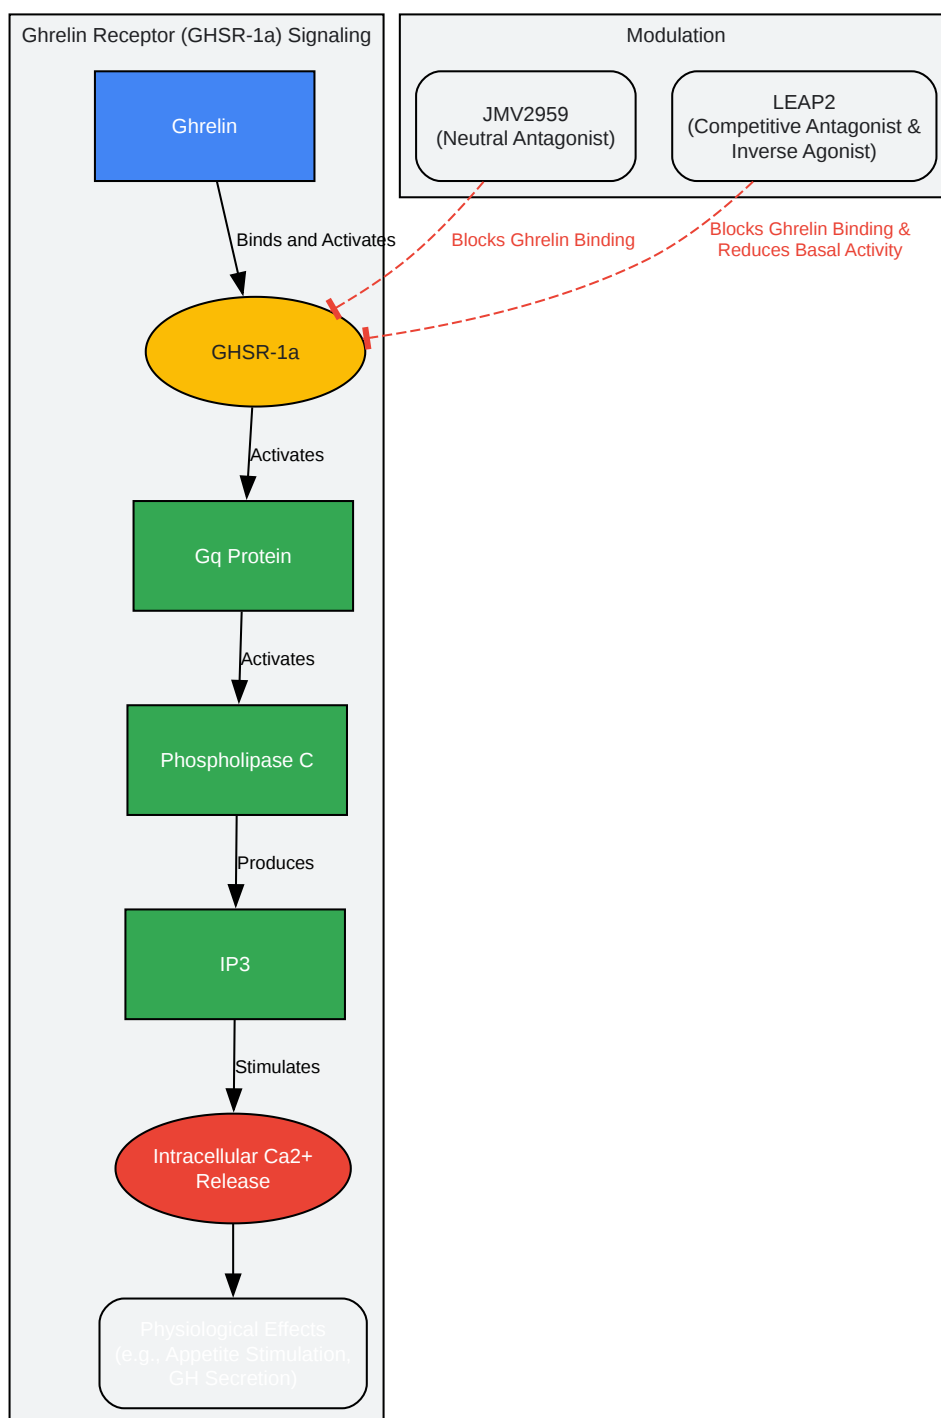 Ghrelin Receptor (GHSR-1a) Signaling
Ghrelin
Binds and Activates
GHSR-1a
Activates
Gq Protein
Activates
Phospholipase C
Produces
IP3
Stimulates
Intracellular Ca2+
Release
Physiological Effects
(e.g., Appetite Stimulation,
GH Secretion)
Modulation
JMV2959
(Neutral Antagonist)
LEAP2
(Competitive Antagonist &
Inverse Agonist)
Blocks Ghrelin Binding
Blocks Ghrelin Binding &
Reduces Basal Activity